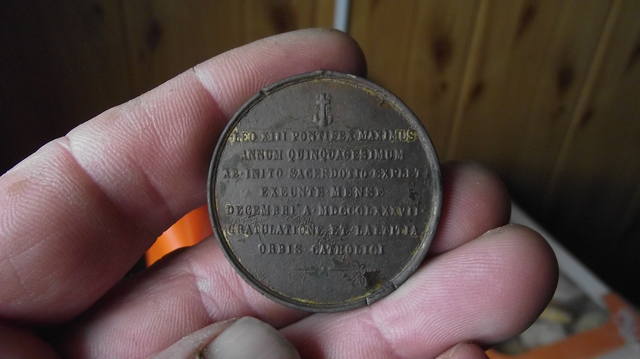 LEO XIII PONTIFEX MAXIMUS
ANNUM QUINQUAGESIMUM
AB INITO SACERDOTIO EXPLET
EXEUNTE MENSE
DECEMBRI A MDCCCLXXXVII
GRATULATIONE ET LAETITIA
ORBIS CATHOLICI